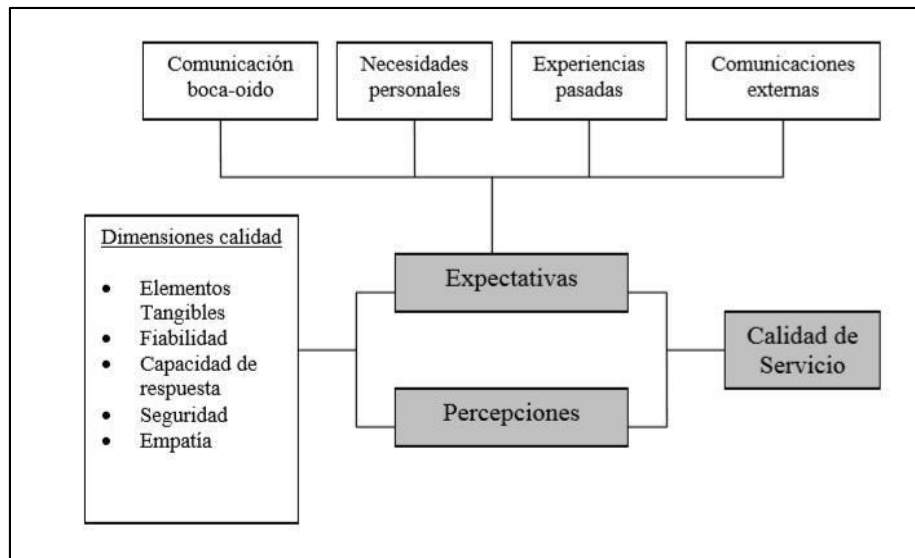 Comunicación
boca-oido
Necesidades
personales
Experiencias
pasadas
Comunicaciones
externas
Dimensiones calidad
• Elementos
Tangibles
• Fiabilidad
• Capacidad de
respuesta
• Seguridad
• Empatía
Expectativas
Percepciones
Calidad de
Servicio